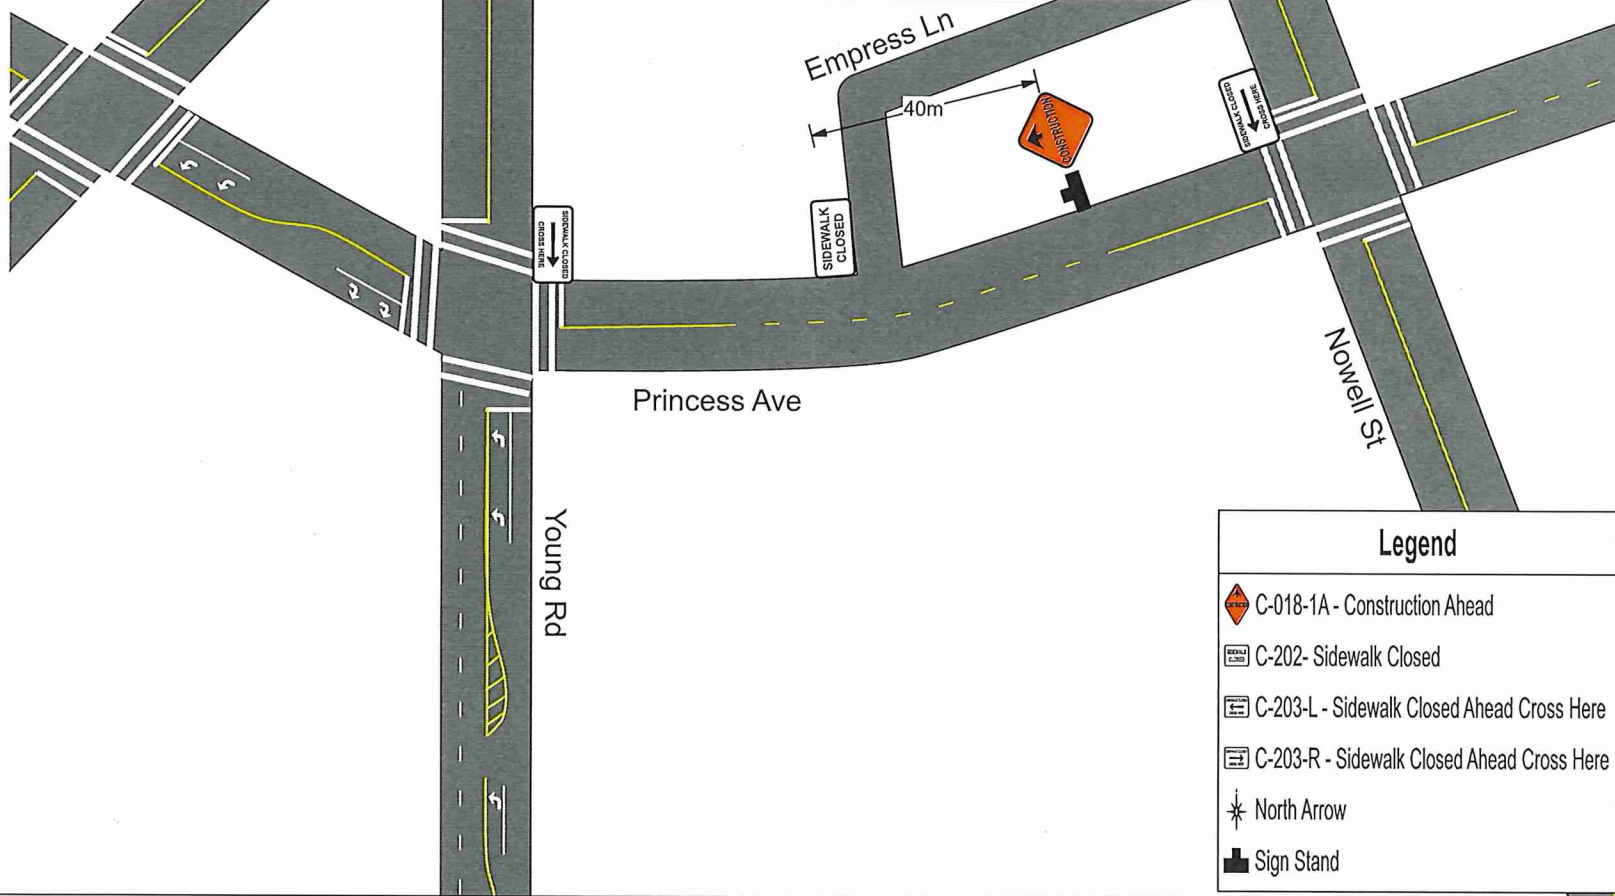 Empress Ln
40m
CONSTRUCTION
SIDEWALK CLOSED
CROSS HERE
SIDEWALK CLOSED
CROSS HERE
SIDEWALK
CLOSED
Princess Ave
Nowell St
Young Rd
Legend
C-018-1A - Construction Ahead
C-202- Sidewalk Closed
C-203-L - Sidewalk Closed Ahead Cross Here
C-203-R - Sidewalk Closed Ahead Cross Here
North Arrow
Sign Stand